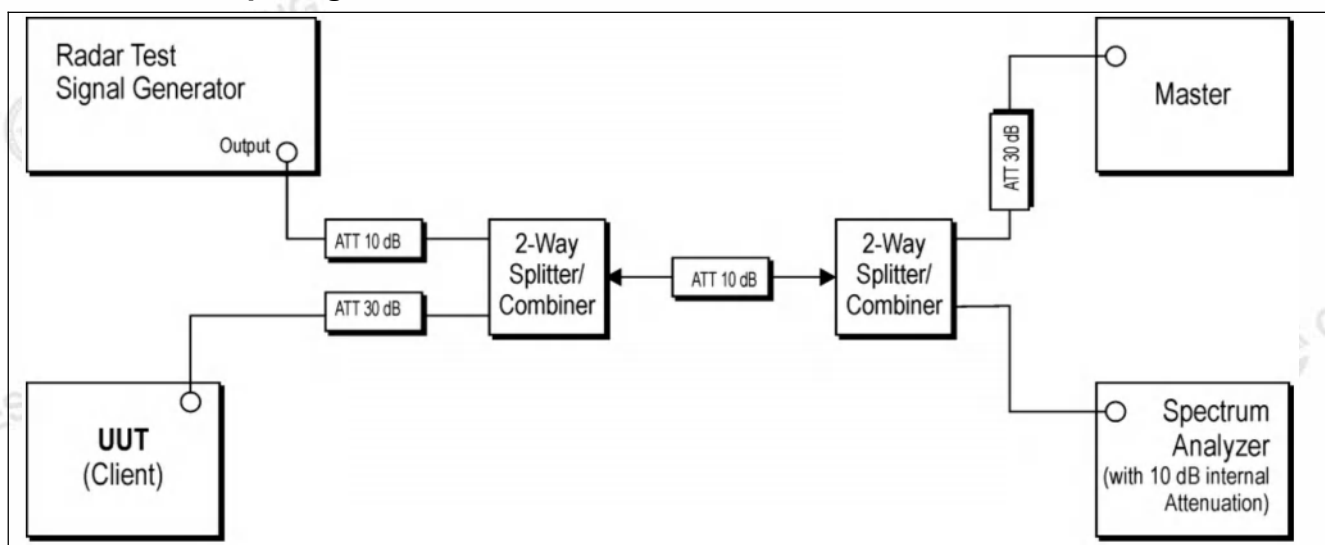 Radar Test
Signal Generator
Output
Master
ATT 30 dB
ATT 10 dB
2-Way
Splitter/
Combiner
ATT 10 dB
2-Way
Splitter/
Combiner
ATT 30 dB
UUT
(Client)
Spectrum
Analyzer
(with 10 dB internal
Attenuation)